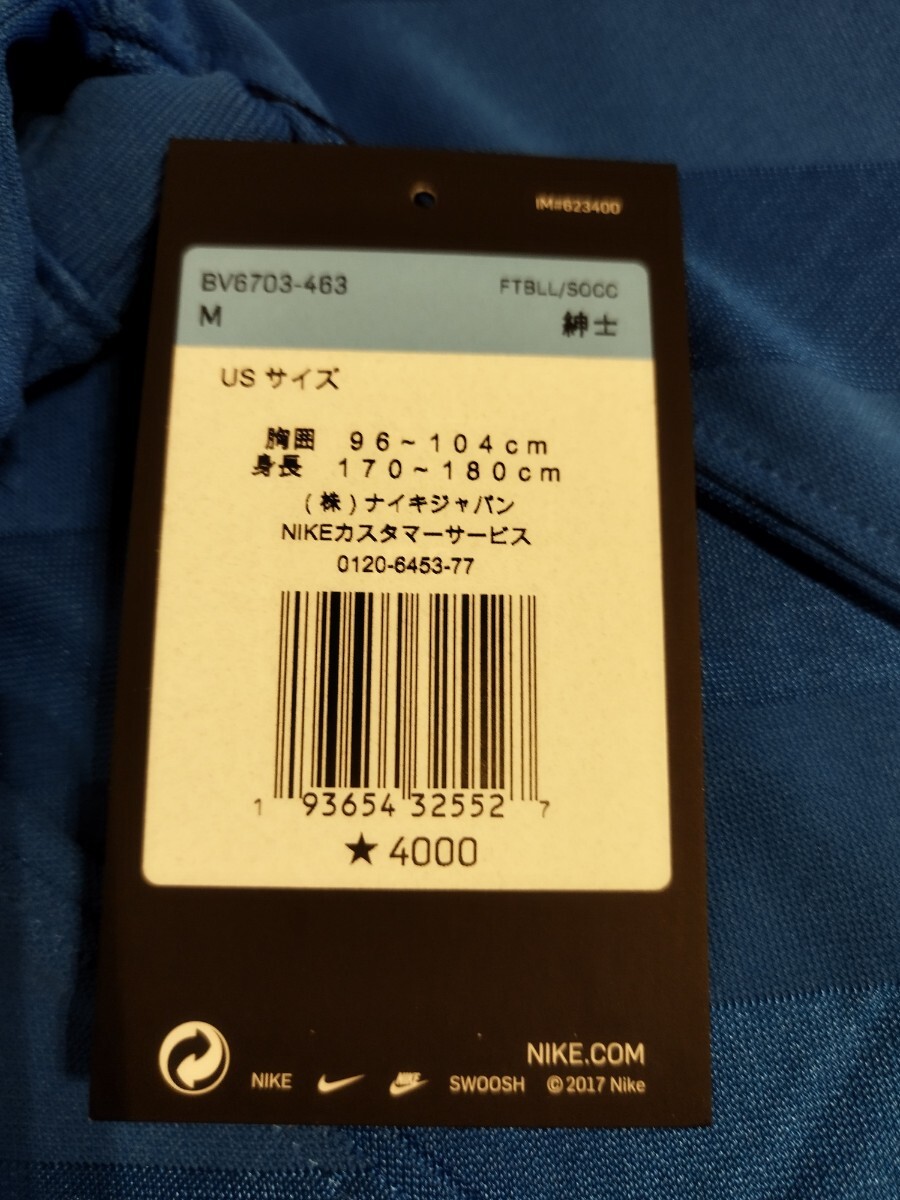 IM#623400
BV6703-463 FTBLL/SOCC
M 紳士
US サイズ
胸囲 96~104cm
身長 170~180cm
(株)ナイキジャパン
NIKEカスタマーサービス
0120-6453-77
1 93654 32552 7
★4000
NIKE.COM
NIKE NIKE SWOOSH ©2017 Nike